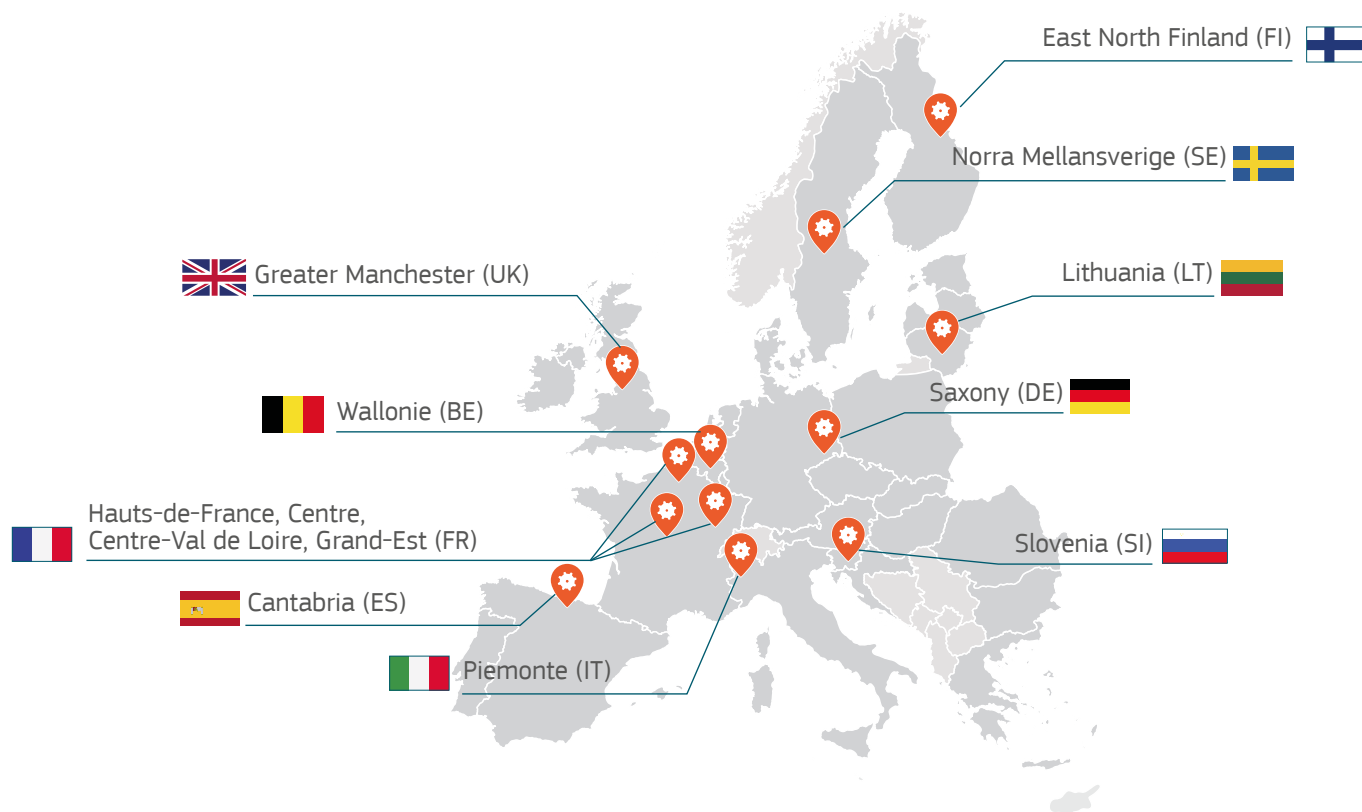 East North Finland (FI)
Norra Mellansverige (SE)
Greater Manchester (UK)
Lithuania (LT)
Saxony (DE)
Wallonie (BE)
Hauts-de-France, Centre,
Centre-Val de Loire, Grand-Est (FR)
Slovenia (SI)
Cantabria (ES)
Piemonte (IT)